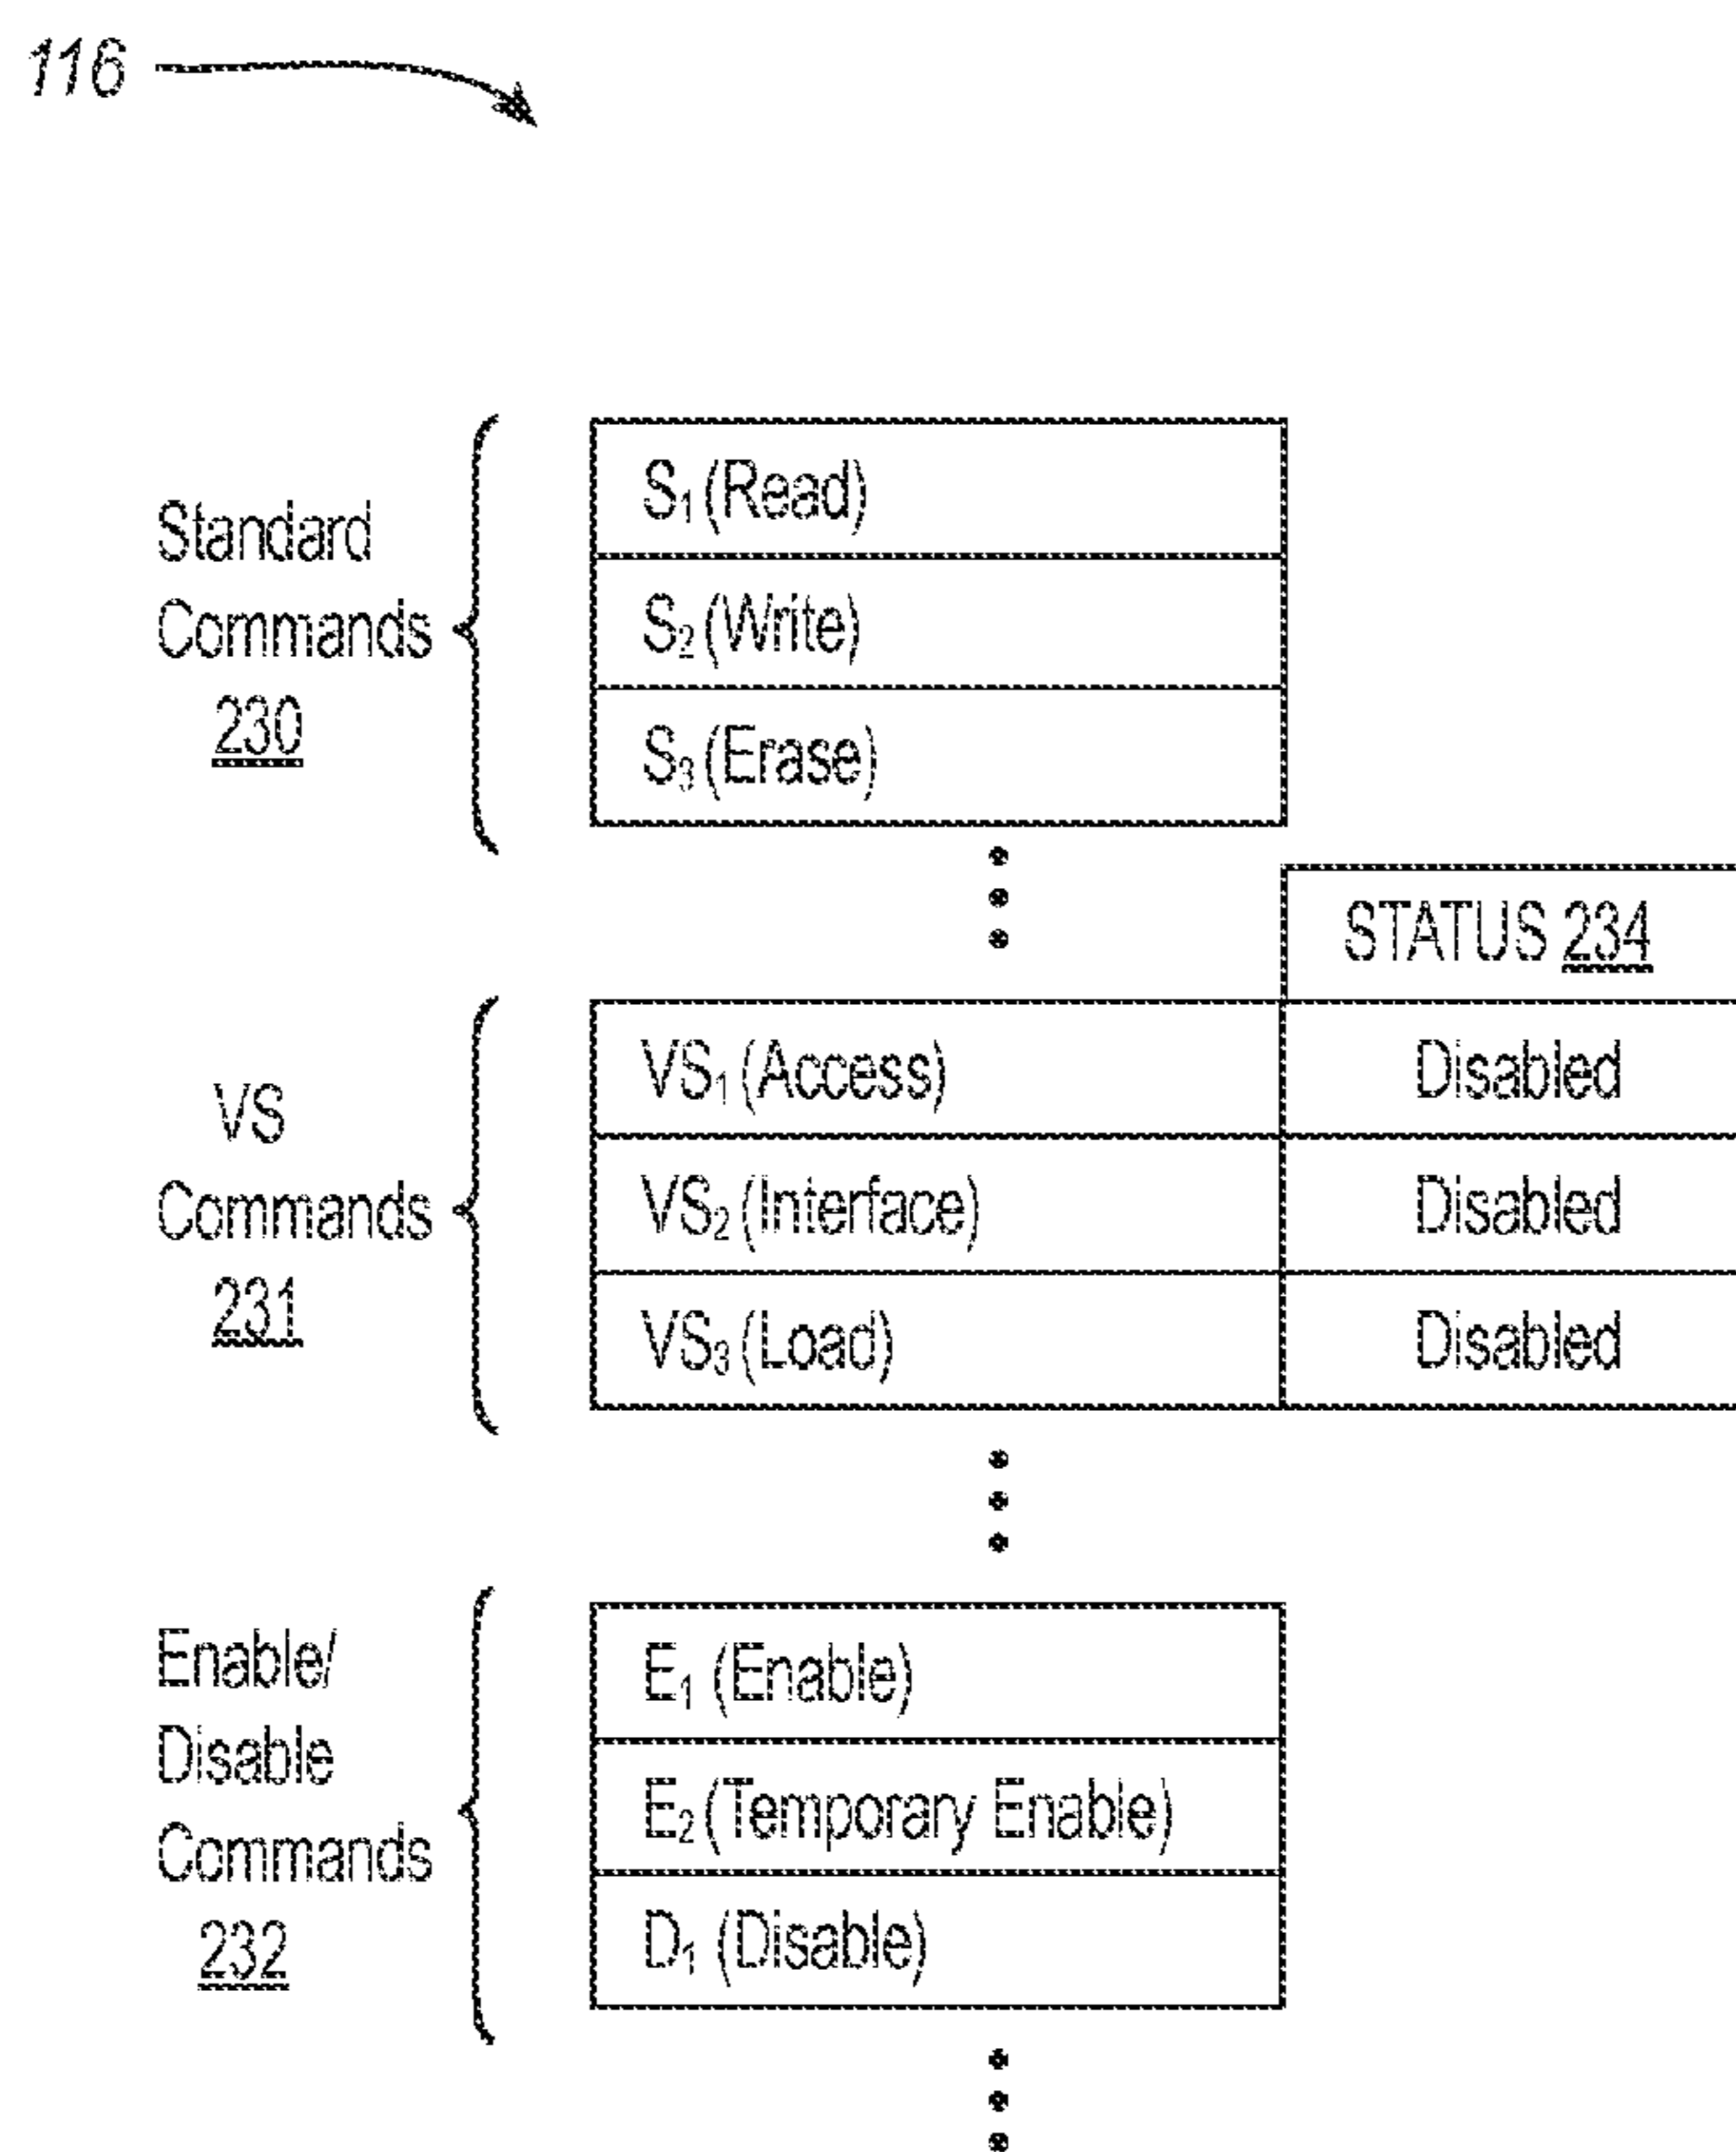 116
Standard
Commands
230
S₁ (Read)
S₂ (Write)
S₃ (Erase)
STATUS 234
VS
Commands
231
VS₁ (Access) Disabled
VS₂ (Interface) Disabled
VS₃ (Load) Disabled
Enable/
Disable
Commands
232
E₁ (Enable)
E₂ (Temporary Enable)
D₁ (Disable)